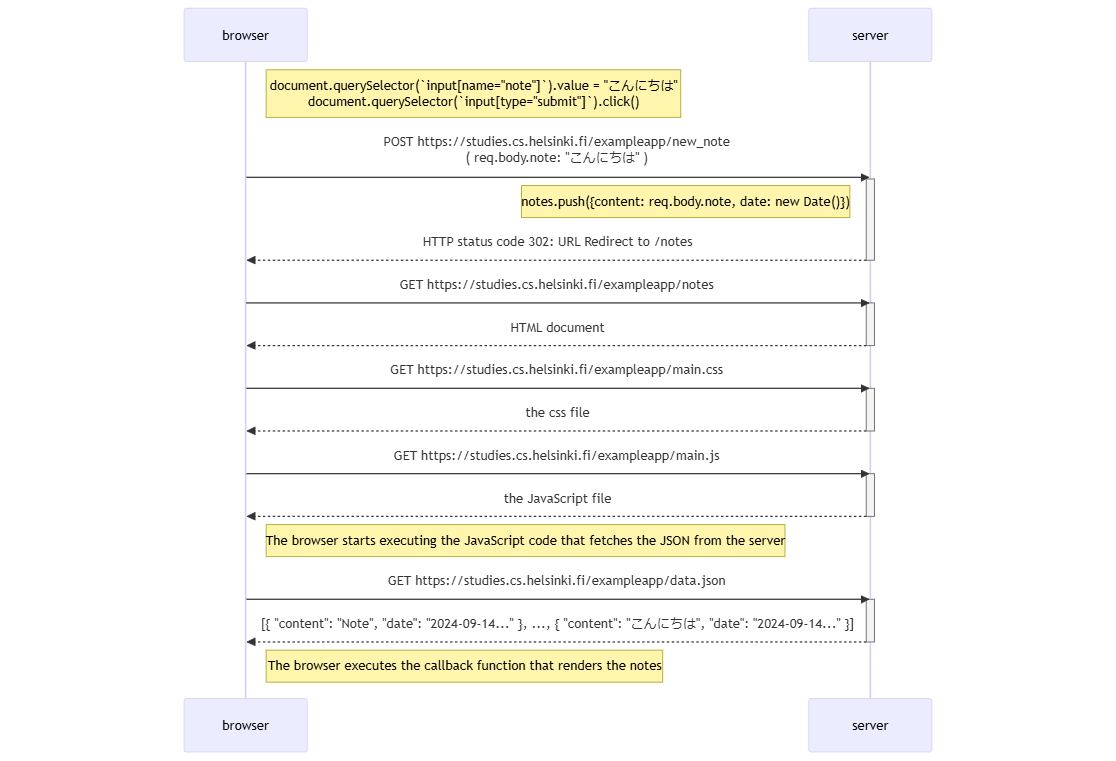 browser
server
document.querySelector(`input[name="note"]`).value = "こんにちは"
document.querySelector(`input[type="submit"]`).click()
POST https://studies.cs.helsinki.fi/exampleapp/new_note
( req.body.note: "こんにちは" )
notes.push({content: req.body.note, date: new Date()})
HTTP status code 302: URL Redirect to /notes
GET https://studies.cs.helsinki.fi/exampleapp/notes
HTML document
GET https://studies.cs.helsinki.fi/exampleapp/main.css
the css file
GET https://studies.cs.helsinki.fi/exampleapp/main.js
the JavaScript file
The browser starts executing the JavaScript code that fetches the JSON from the server
GET https://studies.cs.helsinki.fi/exampleapp/data.json
[{ "content": "Note", "date": "2024-09-14..." }, ..., { "content": "こんにちは", "date": "2024-09-14..." }]
The browser executes the callback function that renders the notes
browser
server